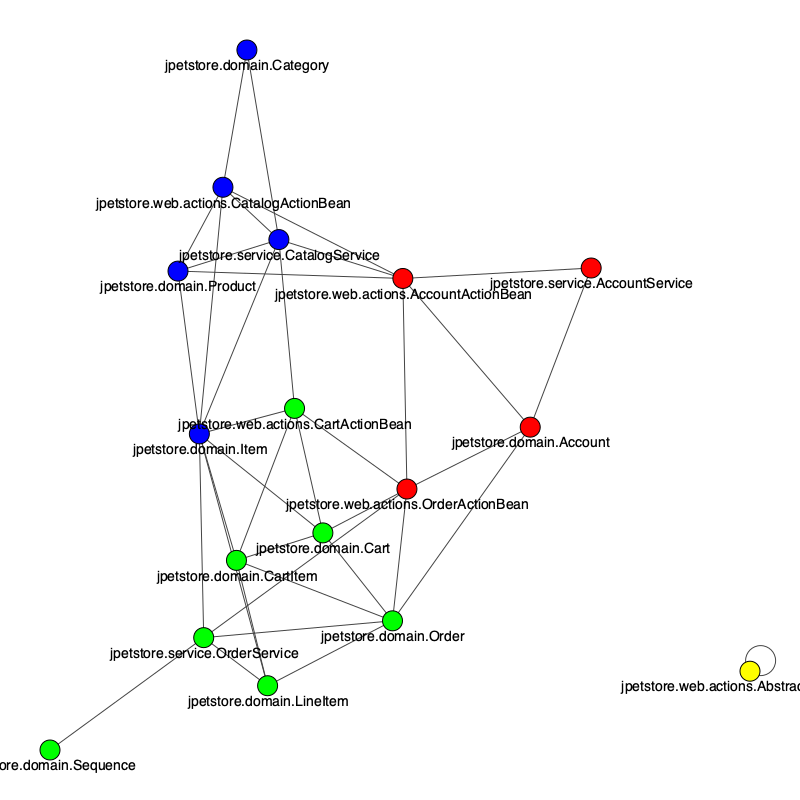 jpetstore.domain.Category
jpetstore.web.actions.CatalogActionBean
jpetstore.service.CatalogService
jpetstore.domain.Product
jpetstore.service.AccountService
jpetstore.web.actions.AccountActionBean
jpetstore.web.actions.CartActionBean
jpetstore.domain.Account
jpetstore.domain.Item
jpetstore.web.actions.OrderActionBean
jpetstore.domain.Cart
jpetstore.domain.CartItem
jpetstore.domain.Order
jpetstore.service.OrderService
jpetstore.web.actions.Abstrac
jpetstore.domain.LineItem
ore.domain.Sequence